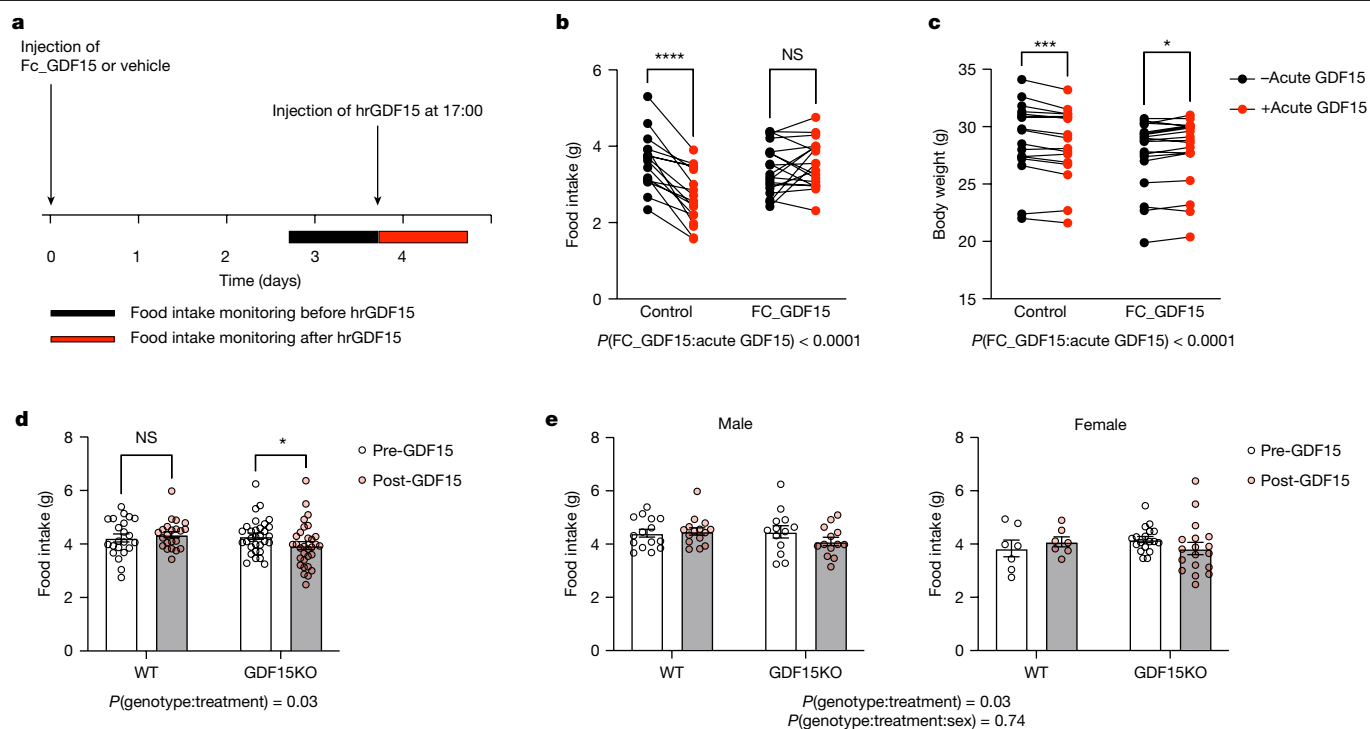 a
Injection of
Fc_GDF15 or vehicle
Injection of hrGDF15 at 17:00
0 1 2 3 4
Time (days)
Food intake monitoring before hrGDF15
Food intake monitoring after hrGDF15
b
**** NS
6
4
2
0
Food intake (g)
Control FC_GDF15
P(FC_GDF15:acute GDF15) < 0.0001
c
*** *
35
30
25
20
15
Body weight (g)
Control FC_GDF15
P(FC_GDF15:acute GDF15) < 0.0001
–Acute GDF15
+Acute GDF15
d
NS *
8
6
4
2
0
Food intake (g)
WT GDF15KO
P(genotype:treatment) = 0.03
Pre-GDF15
Post-GDF15
e
Male
8
6
4
2
0
Food intake (g)
WT GDF15KO
Female
8
6
4
2
0
Food intake (g)
WT GDF15KO
Pre-GDF15
Post-GDF15
P(genotype:treatment) = 0.03
P(genotype:treatment:sex) = 0.74